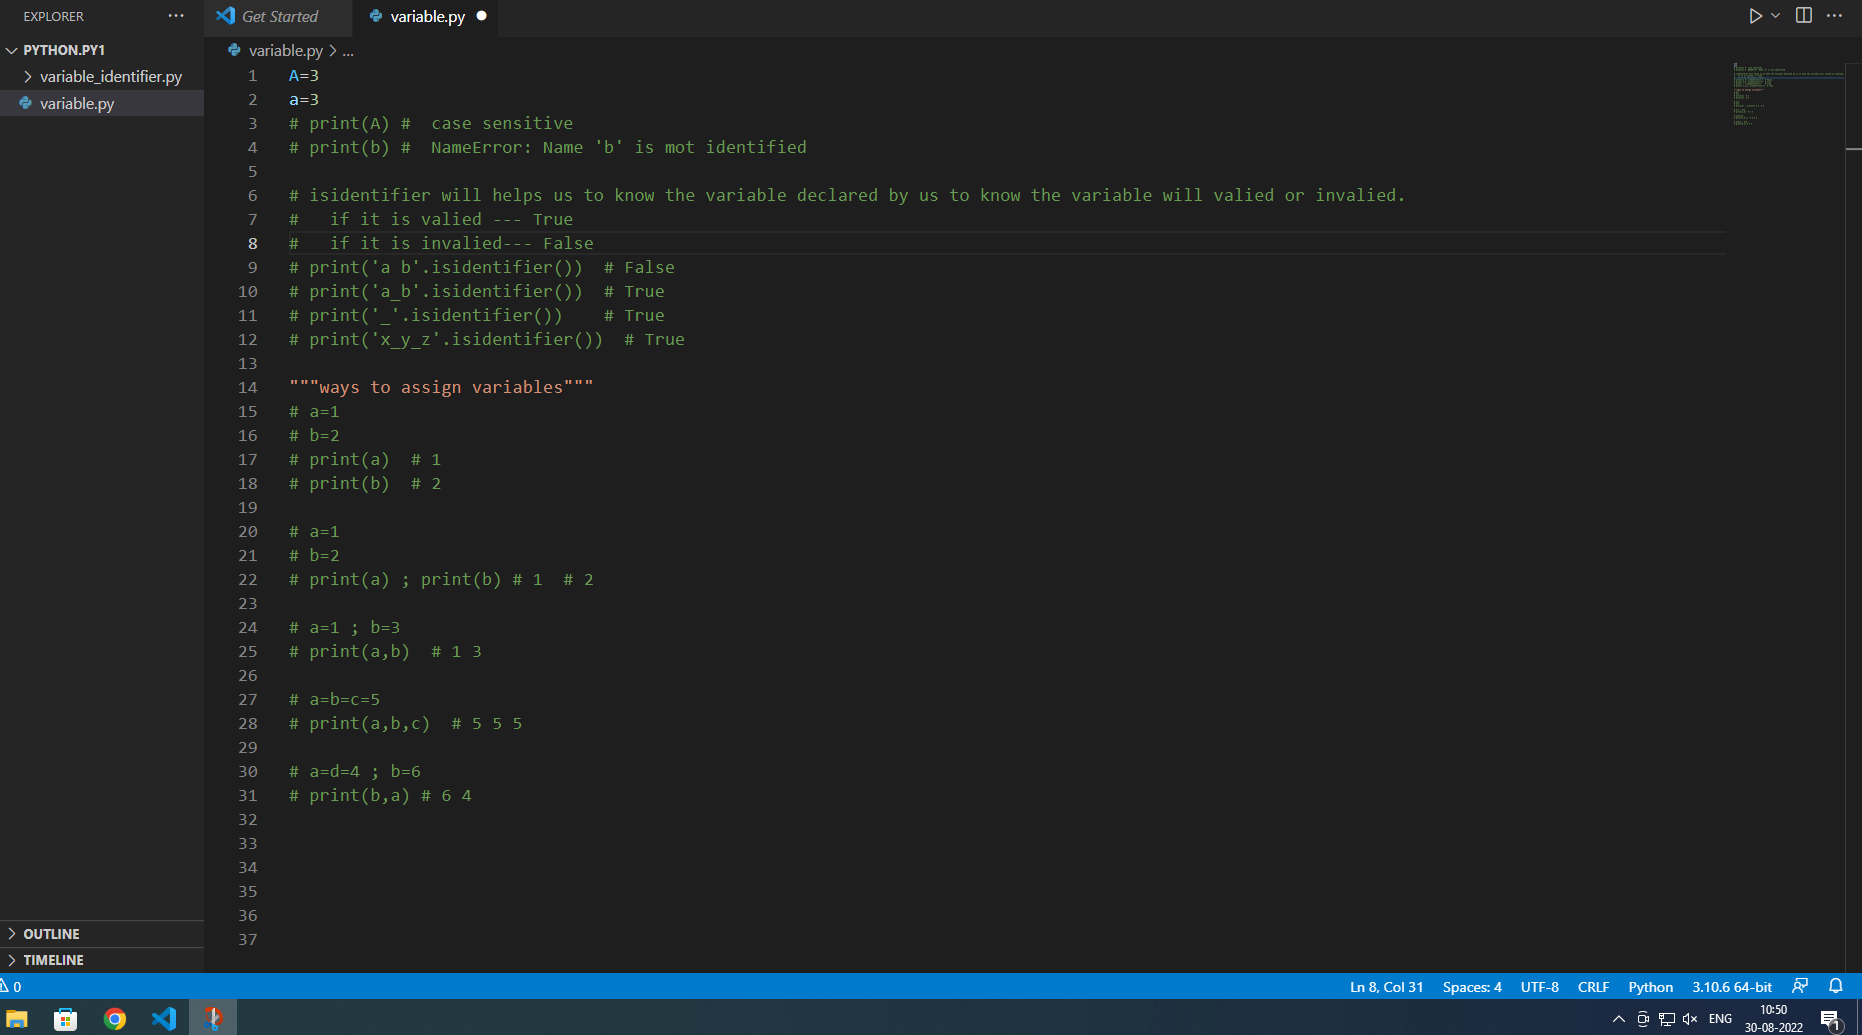 EXPLORER ...
Get Started
variable.py
PYTHON.PY1
variable_identifier.py
variable.py
variable.py > ...
1 A=3
2 a=3
3 # print(A) #  case sensitive
4 # print(b) #  NameError: Name 'b' is mot identified
5
6 # isidentifier will helps us to know the variable declared by us to know the variable will valied or invalied.
7 #   if it is valied --- True
8 #   if it is invalied--- False
9 # print('a b'.isidentifier())  # False
10 # print('a_b'.isidentifier())  # True
11 # print('_'.isidentifier())    # True
12 # print('x_y_z'.isidentifier())  # True
13
14 """ways to assign variables"""
15 # a=1
16 # b=2
17 # print(a)  # 1
18 # print(b)  # 2
19
20 # a=1
21 # b=2
22 # print(a) ; print(b) # 1  # 2
23
24 # a=1 ; b=3
25 # print(a,b)  # 1 3
26
27 # a=b=c=5
28 # print(a,b,c)  # 5 5 5
29
30 # a=d=4 ; b=6
31 # print(b,a) # 6 4
32
33
34
35
36
37
OUTLINE
TIMELINE
0
Ln 8, Col 31
Spaces: 4
UTF-8
CRLF
Python
3.10.6 64-bit
ENG
10:50
30-08-2022
1